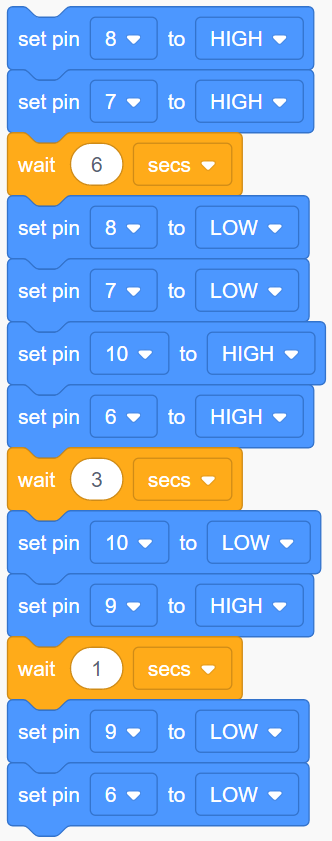 set pin 8 to HIGH
set pin 7 to HIGH
wait 6 secs
set pin 8 to LOW
set pin 7 to LOW
set pin 10 to HIGH
set pin 6 to HIGH
wait 3 secs
set pin 10 to LOW
set pin 9 to HIGH
wait 1 secs
set pin 9 to LOW
set pin 6 to LOW